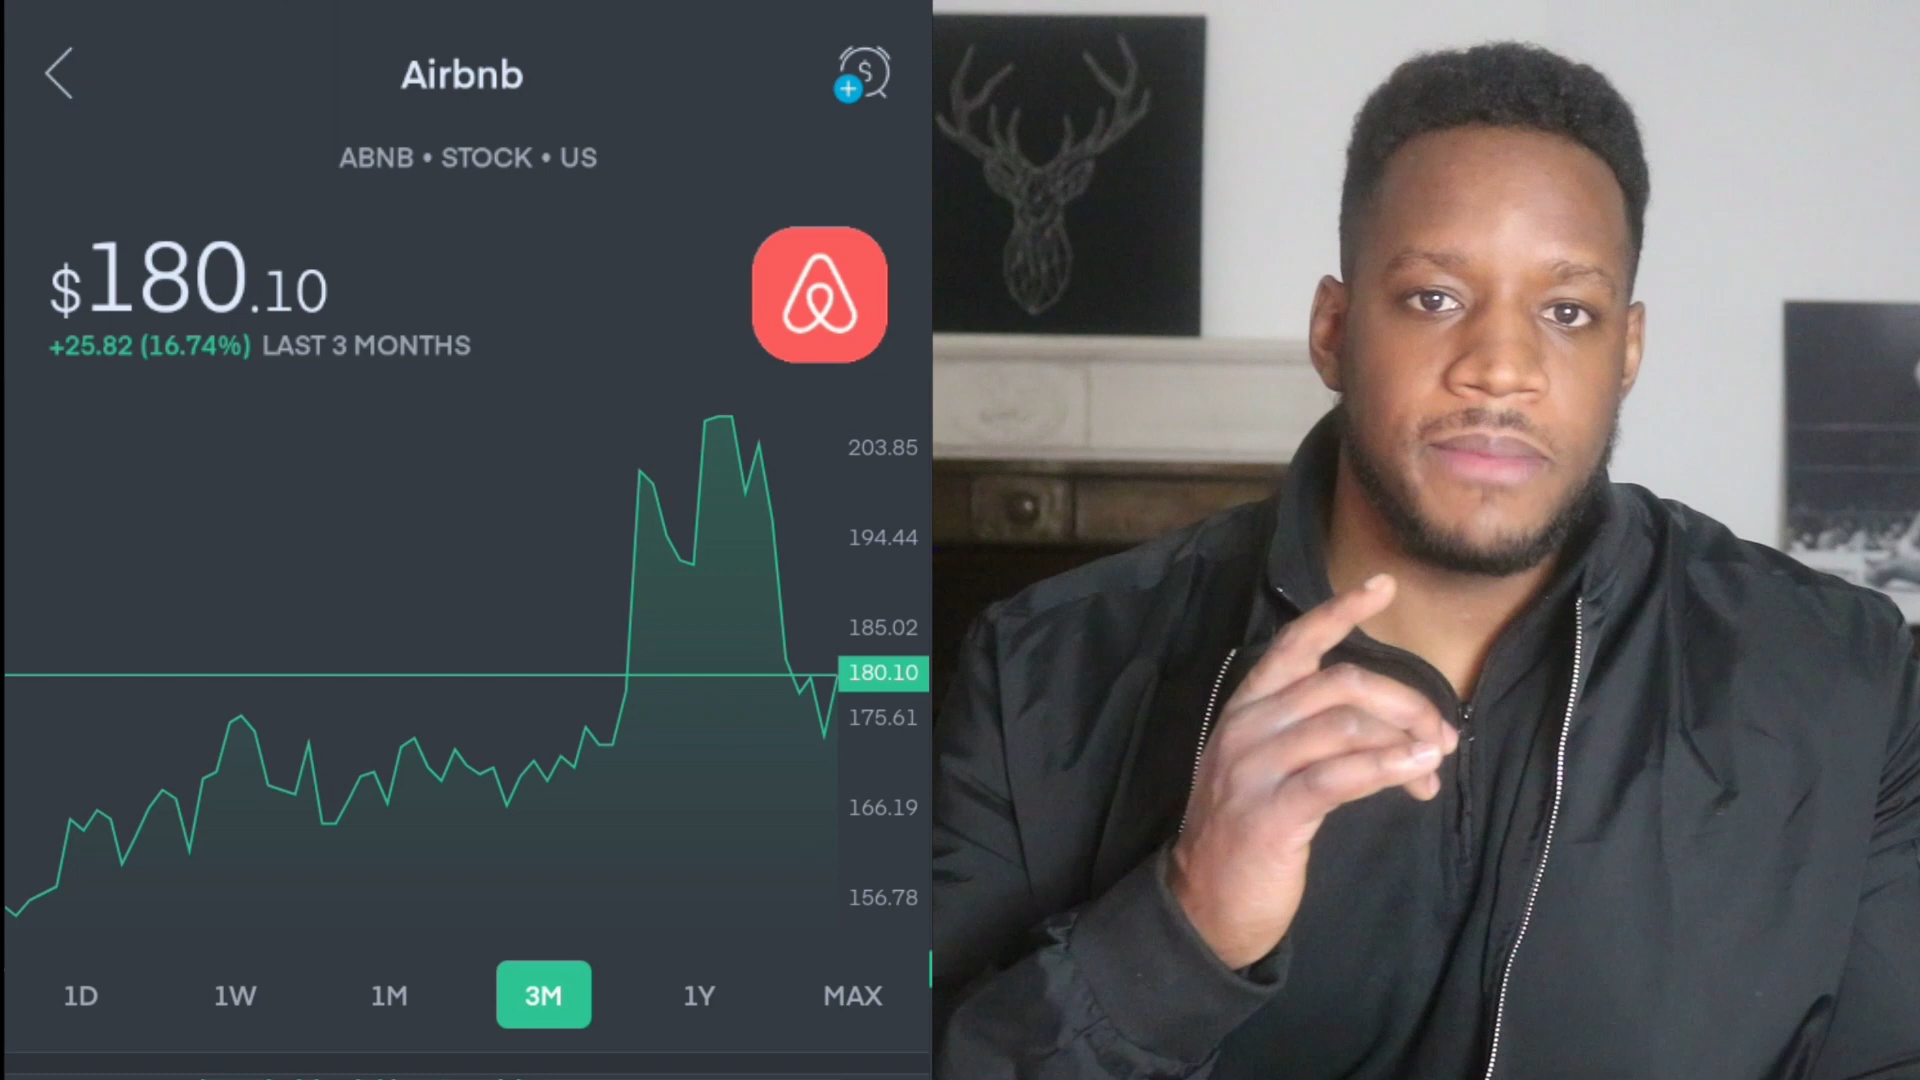 Airbnb
$
ABNB • STOCK • US
$180.10
+25.82 (16.74%) LAST 3 MONTHS
203.85
194.44
185.02
180.10
175.61
166.19
156.78
1D 1W 1M 3M 1Y MAX